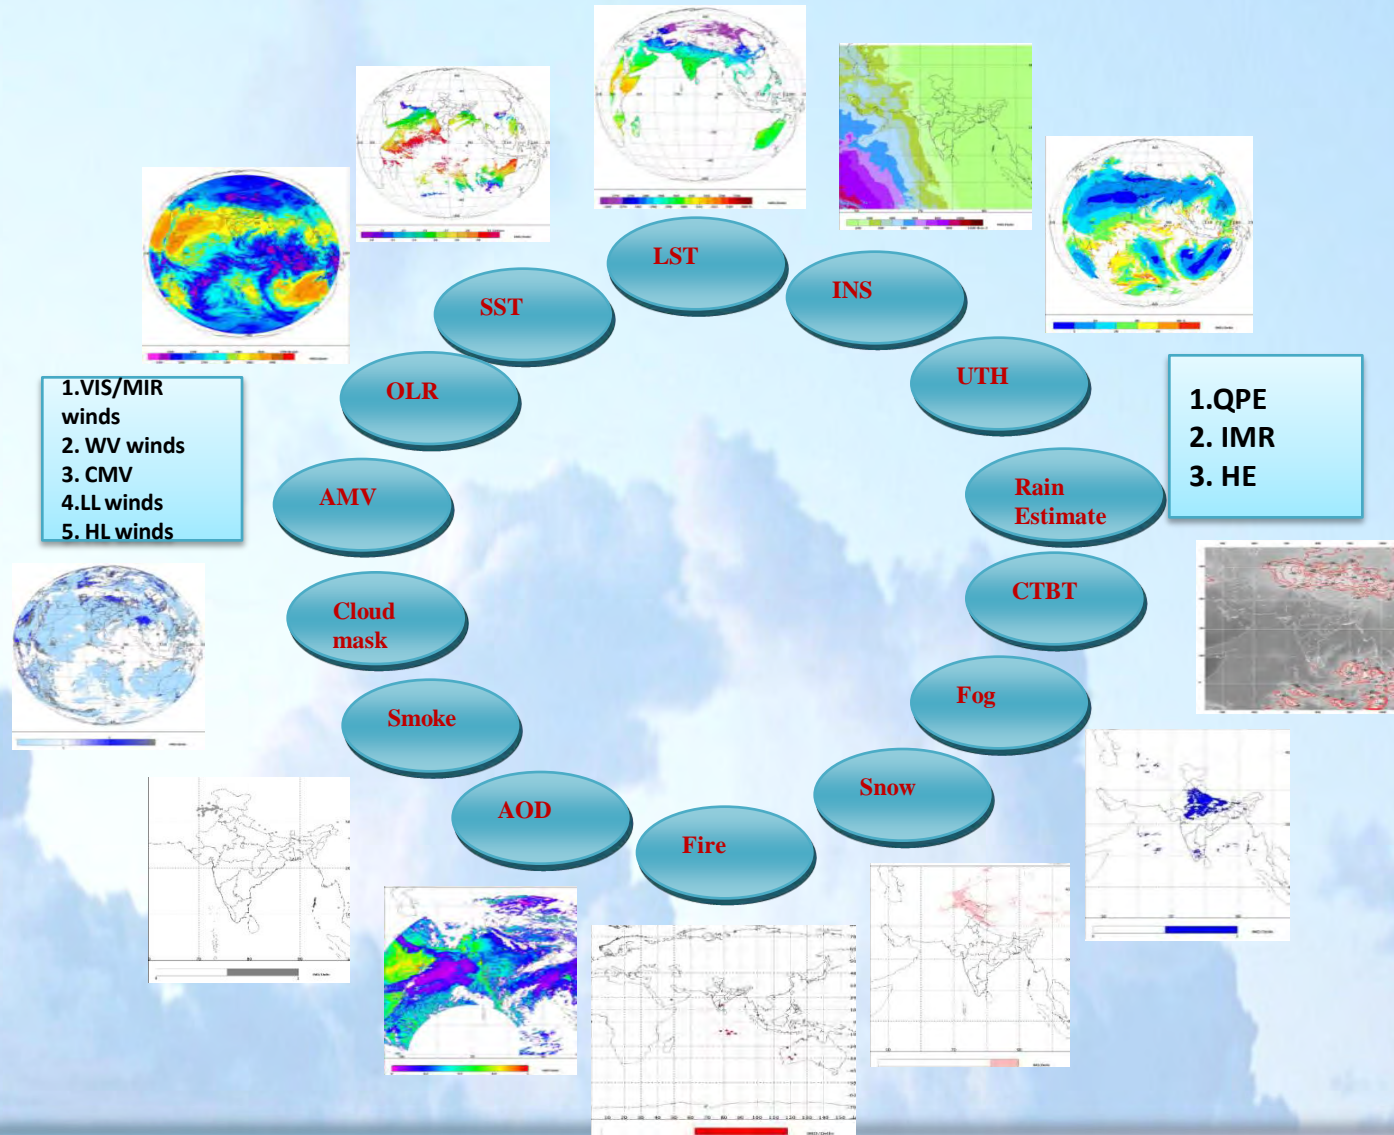 LST
SST
INS
OLR
UTH
1.VIS/MIR
winds
2. WV winds
3. CMV
4.LL winds
5. HL winds
1.QPE
2. IMR
3. HE
AMV
Rain
Estimate
Cloud
mask
CTBT
Smoke
Fog
AOD
Snow
Fire